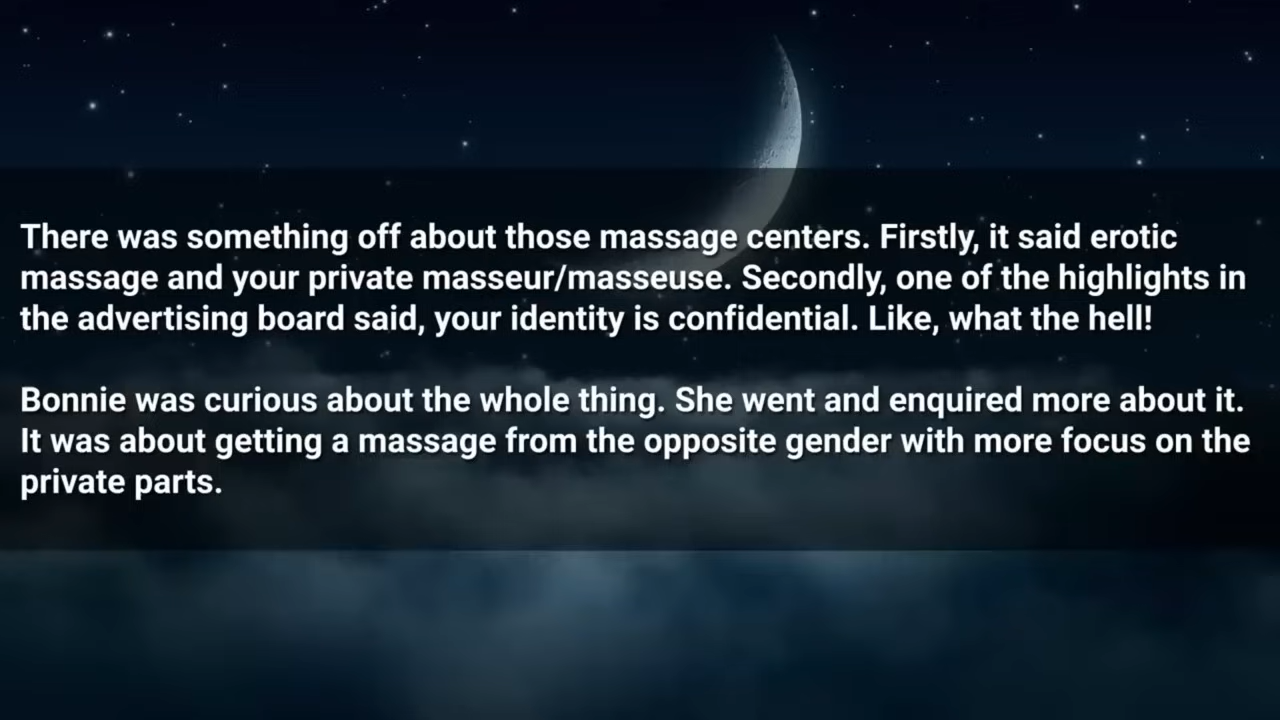 There was something off about those massage centers. Firstly, it said erotic
massage and your private masseur/masseuse. Secondly, one of the highlights in
the advertising board said, your identity is confidential. Like, what the hell!
Bonnie was curious about the whole thing. She went and enquired more about it.
It was about getting a massage from the opposite gender with more focus on the
private parts.